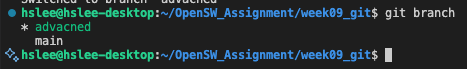 Switched to branch 'advacned'
hslee@hslee-desktop:~/OpenSW_Assignment/week09_git$ git branch
* advacned
main
hslee@hslee-desktop:~/OpenSW_Assignment/week09_git$